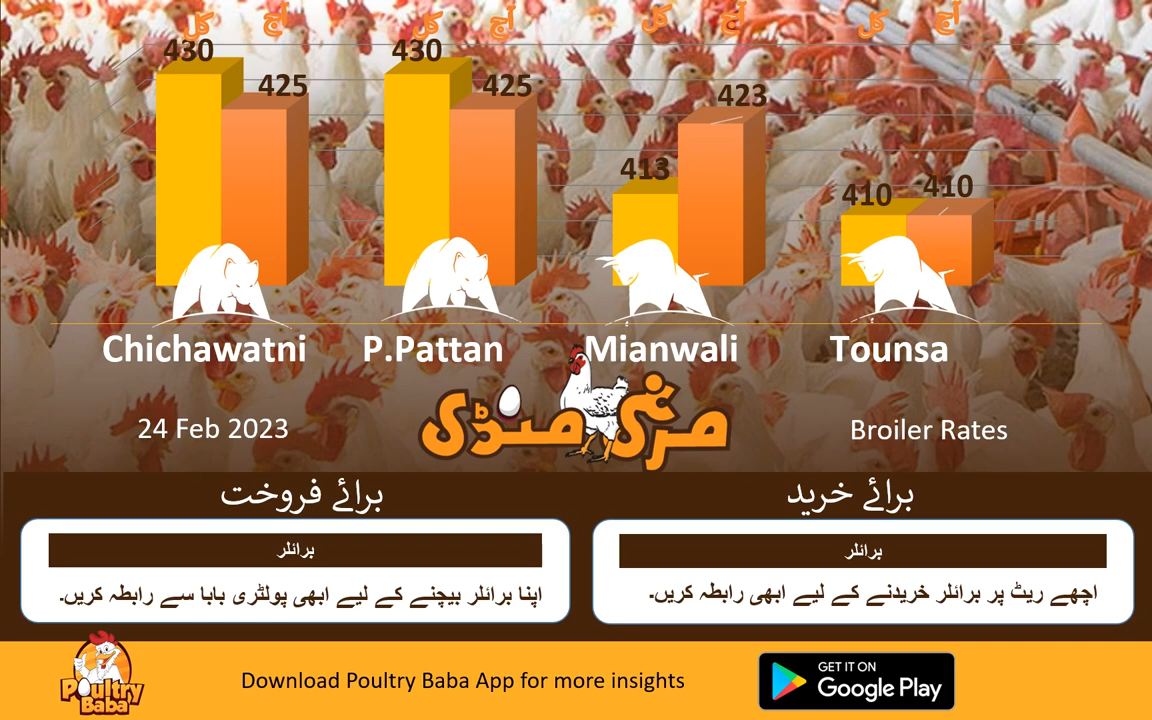 کل آج کل آج کل آج کل آج
430 425 430 425 413 423 410 410
Chichawatni P.Pattan Mianwali Tounsa
24 Feb 2023
مرغی منڈی
Broiler Rates
برائے خرید
برائلر
اچھے ریٹ پر برائلر خریدنے کے لیے ابھی رابطہ کریں۔
برائے فروخت
برائلر
اپنا برائلر بیچنے کے لیے ابھی پولٹری بابا سے رابطہ کریں۔
Poultry
Baba
Download Poultry Baba App for more insights
GET IT ON
Google Play